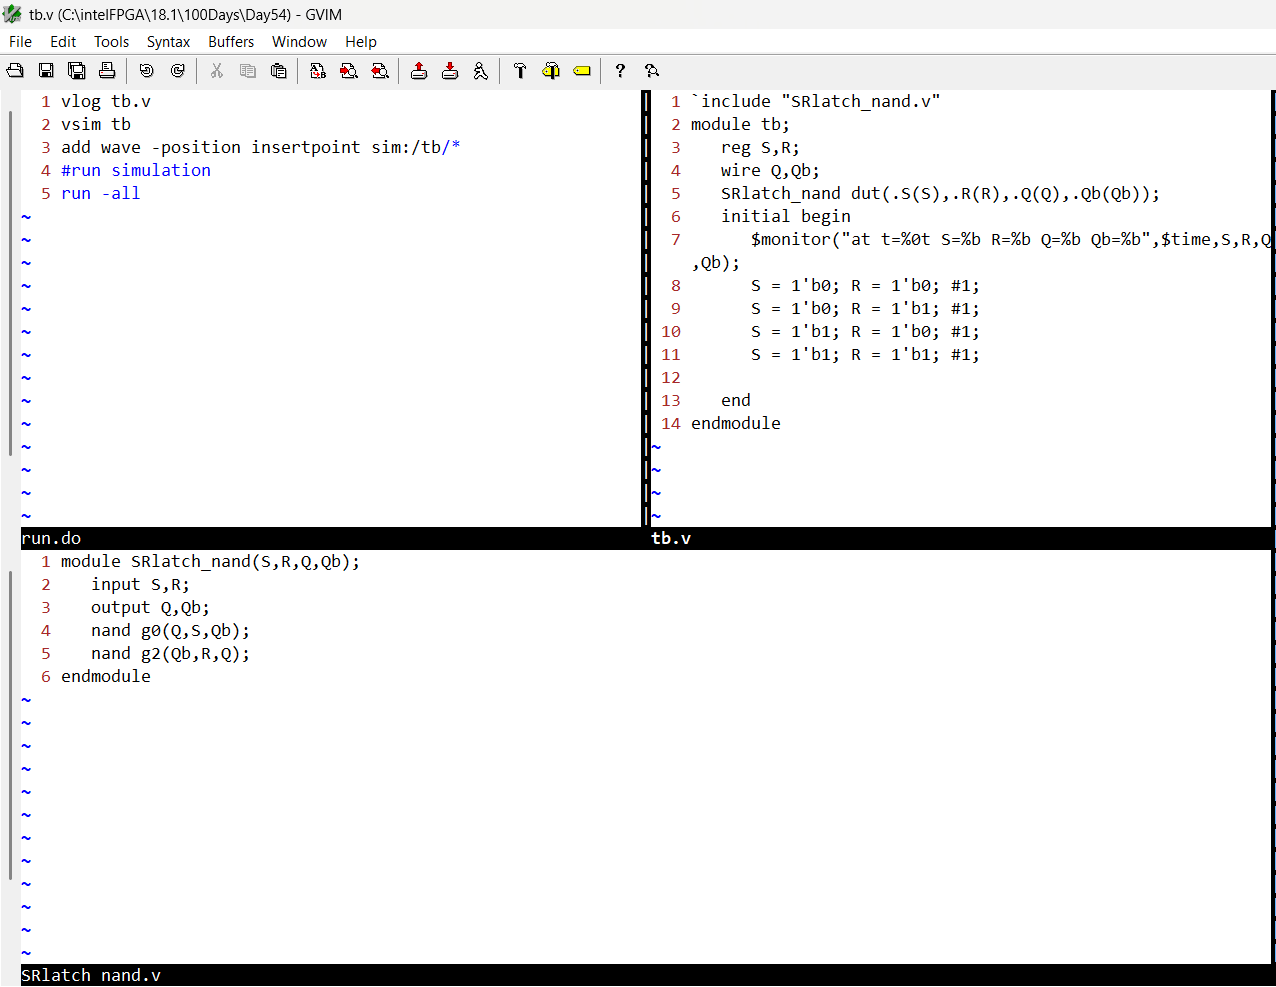 tb.v (C:\intelFPGA\18.1\100Days\Day54) - GVIM
File Edit Tools Syntax Buffers Window Help
1 vlog tb.v
2 vsim tb
3 add wave -position insertpoint sim:/tb/*
4 #run simulation
5 run -all
~
~
~
~
~
~
~
~
~
~
~
~
~
~
run.do
1 `include "SRlatch_nand.v"
2 module tb;
3 reg S,R;
4 wire Q,Qb;
5 SRlatch_nand dut(.S(S),.R(R),.Q(Q),.Qb(Qb));
6 initial begin
7 $monitor("at t=%0t S=%b R=%b Q=%b Qb=%b",$time,S,R,Q
,Qb);
8 S = 1'b0; R = 1'b0; #1;
9 S = 1'b0; R = 1'b1; #1;
10 S = 1'b1; R = 1'b0; #1;
11 S = 1'b1; R = 1'b1; #1;
12
13 end
14 endmodule
~
~
~
~
tb.v
1 module SRlatch_nand(S,R,Q,Qb);
2 input S,R;
3 output Q,Qb;
4 nand g0(Q,S,Qb);
5 nand g2(Qb,R,Q);
6 endmodule
~
~
~
~
~
~
~
~
~
~
~
~
SRlatch_nand.v